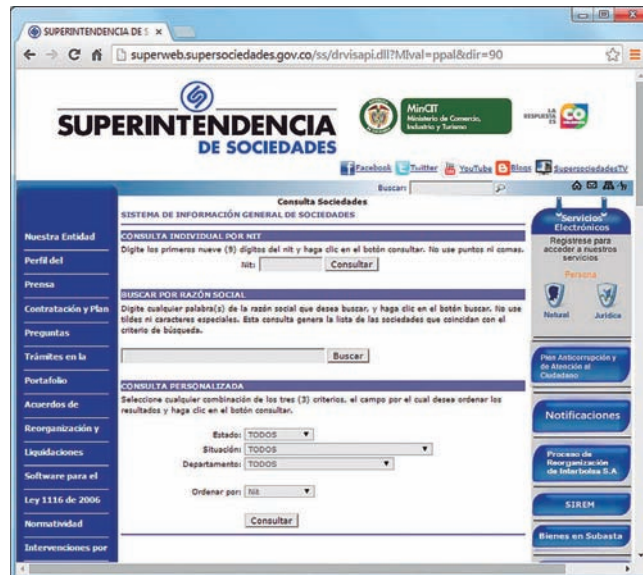 SUPERINTENDENCIA DE S
superweb.supersociedades.gov.co/ss/drvisapi.dll?MIval=ppal&dir=90
SUPERINTENDENCIA
DE SOCIEDADES
MinCIT
Ministerio de Comercio,
Industria y Turismo
LA
RESPUESTA
ES
CO
Facebook Twitter YouTube Blogs SupersociedadesTV
Buscar:
Nuestra Entidad
Perfil del
Prensa
Contratación y Plan
Preguntas
Trámites en la
Portafolio
Acuerdos de
Reorganización y
Liquidaciones
Software para el
Ley 1116 de 2006
Normatividad
Intervenciones por
Consulta Sociedades
SISTEMA DE INFORMACIÓN GENERAL DE SOCIEDADES
CONSULTA INDIVIDUAL POR NIT
Digite los primeros nueve (9) dígitos del nit y haga clic en el botón consultar. No use puntos ni comas.
Nit: Consultar
BUSCAR POR RAZÓN SOCIAL
Digite cualquier palabra(s) de la razón social que desea buscar, y haga clic en el botón buscar. No use
tildes ni caracteres especiales. Esta consulta genera la lista de las sociedades que coincidan con el
criterio de búsqueda.
Buscar
CONSULTA PERSONALIZADA
Seleccione cualquier combinación de los tres (3) criterios, el campo por el cual desea ordenar los
resultados y haga clic en el botón consultar.
Estado: TODOS
Situación: TODOS
Departamento: TODOS
Ordenar por: Nit
Consultar
Servicios
Electrónicos
Regístrese para
acceder a nuestros
servicios
Persona
Natural Jurídica
Plan Anticorrupción y
de Atención al
Ciudadano
Notificaciones
Proceso de
Reorganización
de Interbolsa S.A.
SIREM
Bienes en Subasta